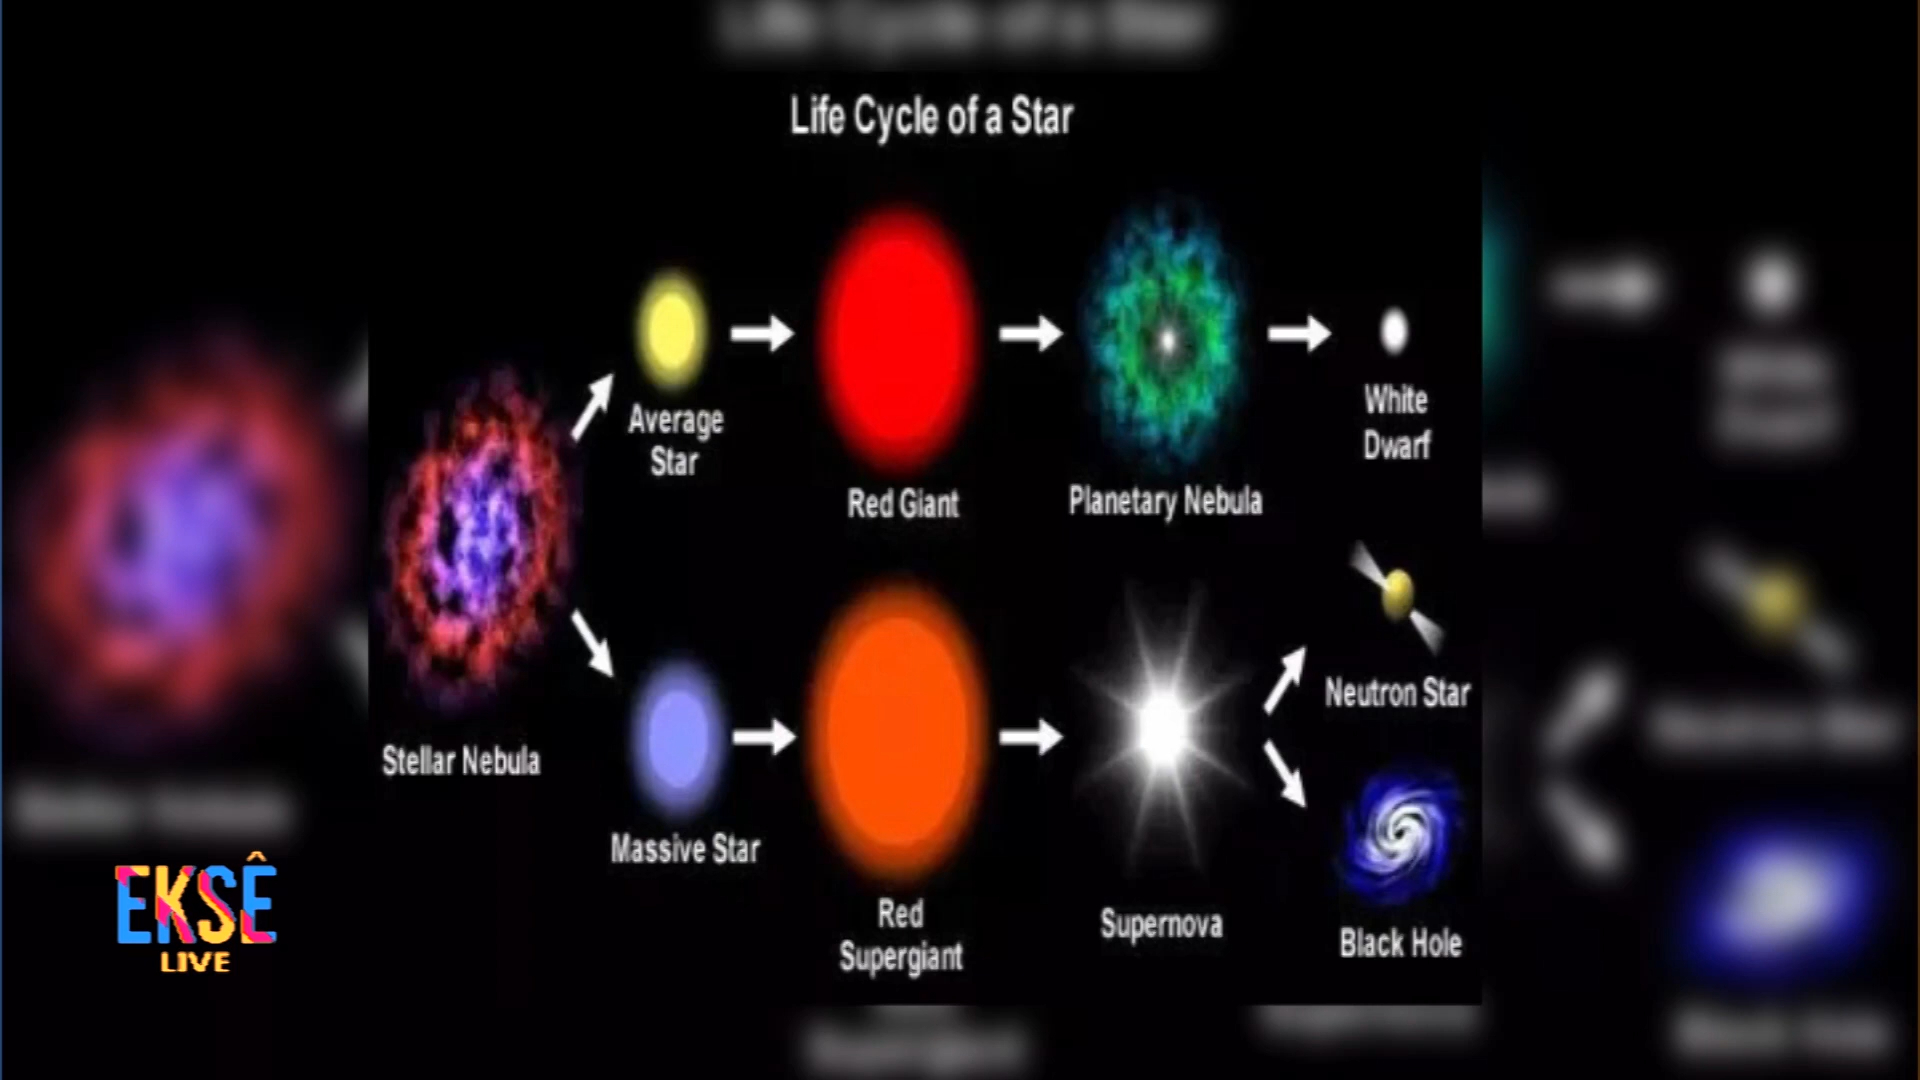 Life Cycle of a Star
Average
Star
Red Giant
Planetary Nebula
White
Dwarf
Stellar Nebula
Massive Star
Red
Supergiant
Supernova
Neutron Star
Black Hole
EKSÊ
LIVE